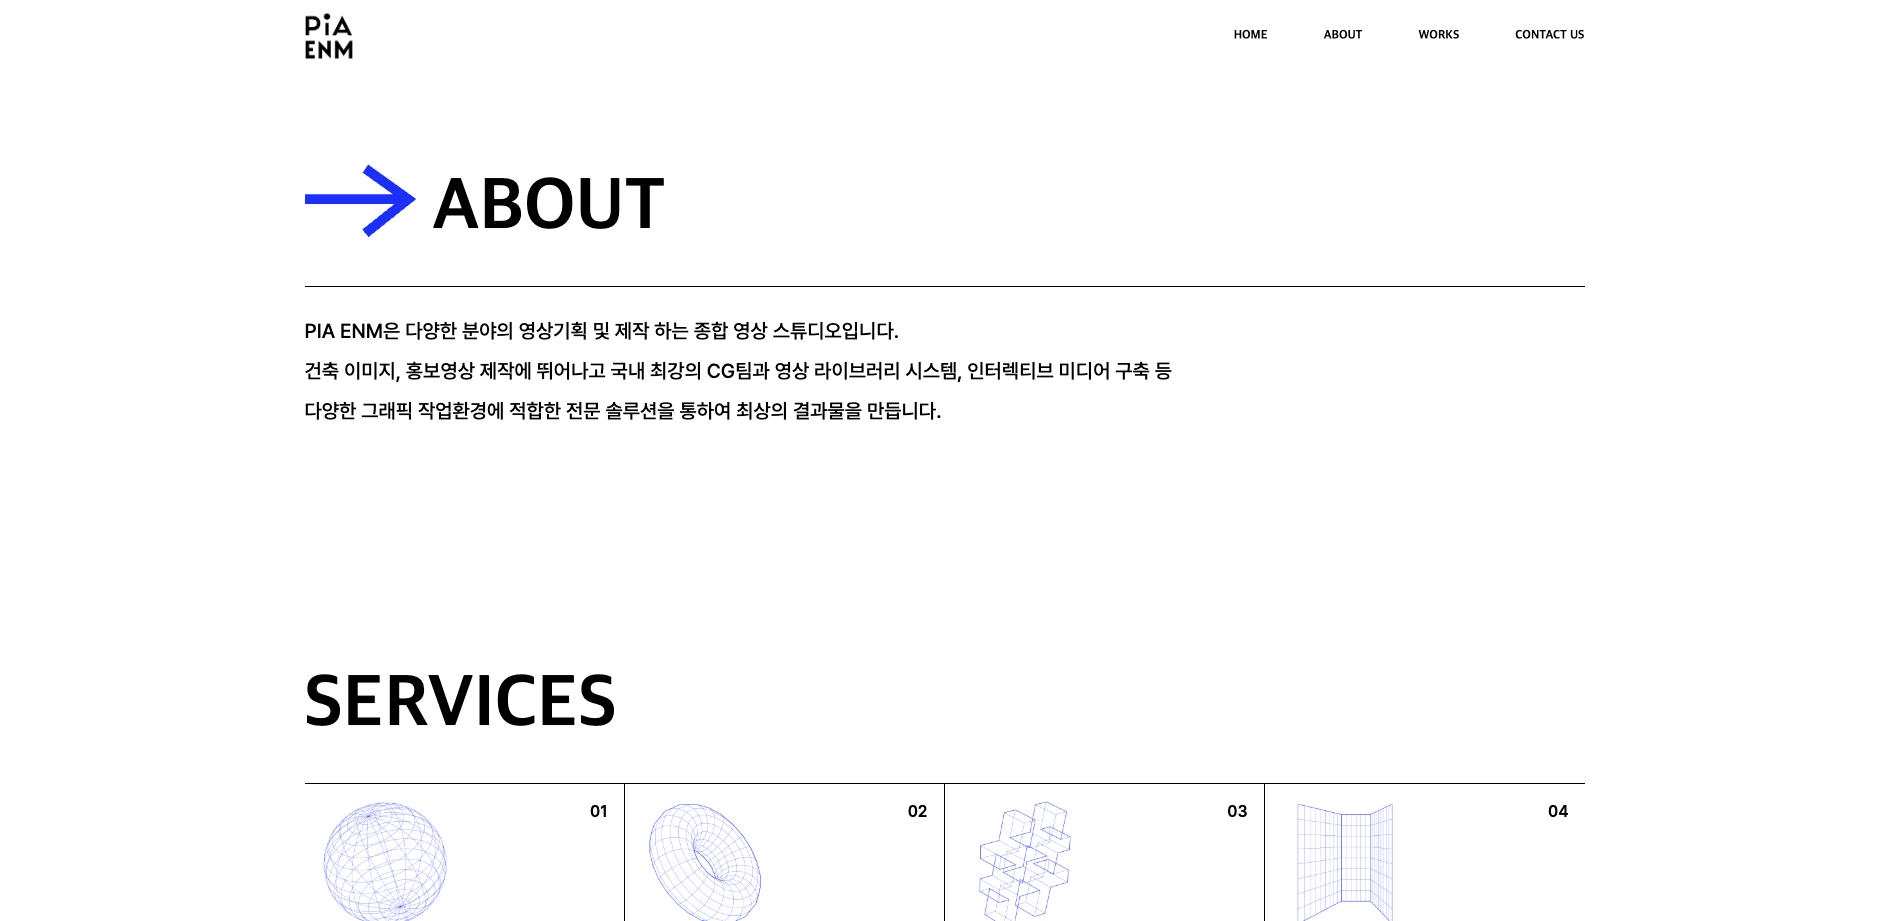 PiA
ENM
HOME
ABOUT
WORKS
CONTACT US
ABOUT
PIA ENM은 다양한 분야의 영상기획 및 제작 하는 종합 영상 스튜디오입니다.
건축 이미지, 홍보영상 제작에 뛰어나고 국내 최강의 CG팀과 영상 라이브러리 시스템, 인터렉티브 미디어 구축 등
다양한 그래픽 작업환경에 적합한 전문 솔루션을 통하여 최상의 결과물을 만듭니다.
SERVICES
01
02
03
04